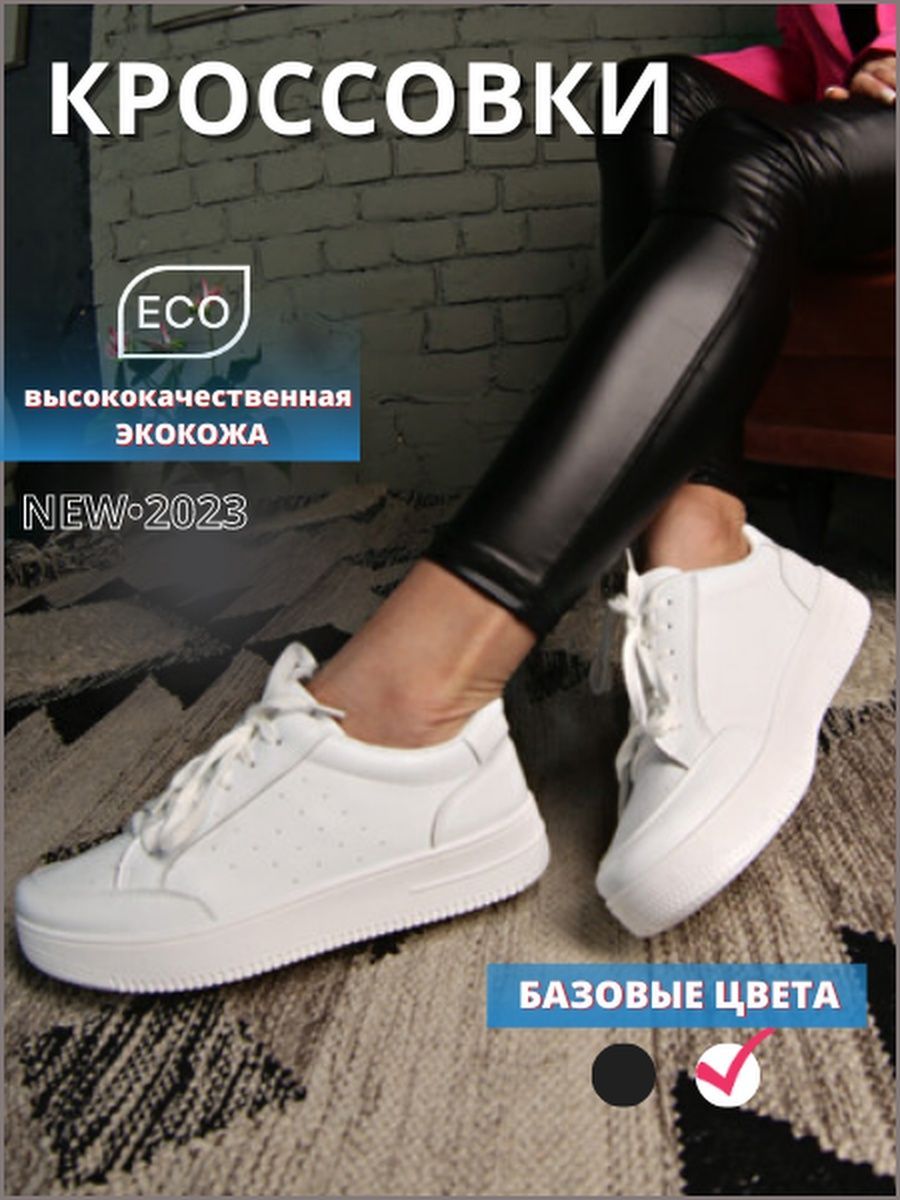 КРОССОВКИ
ECO
высококачественная
ЭКОКОЖА
NEW•2023
БАЗОВЫЕ ЦВЕТА